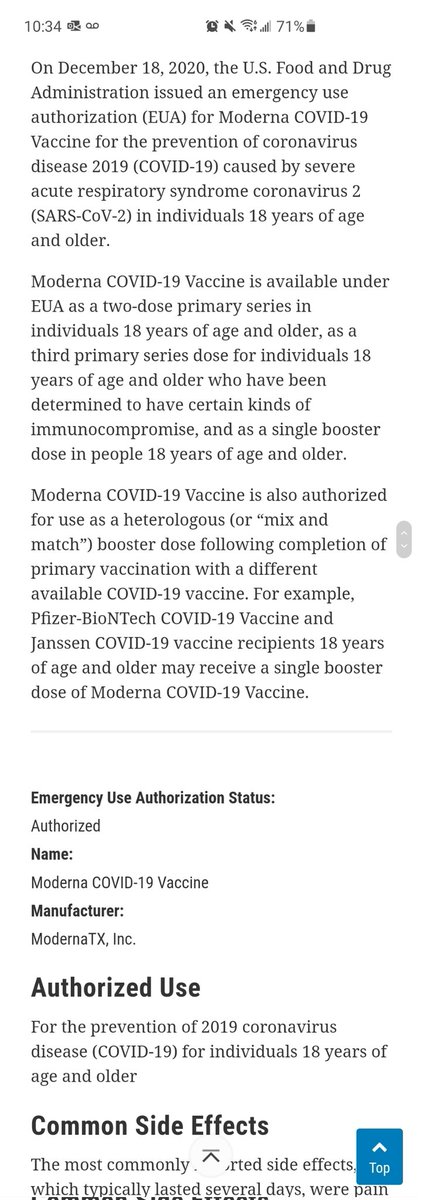 10:34
71%
On December 18, 2020, the U.S. Food and Drug
Administration issued an emergency use
authorization (EUA) for Moderna COVID-19
Vaccine for the prevention of coronavirus
disease 2019 (COVID-19) caused by severe
acute respiratory syndrome coronavirus 2
(SARS-CoV-2) in individuals 18 years of age
and older.
Moderna COVID-19 Vaccine is available under
EUA as a two-dose primary series in
individuals 18 years of age and older, as a
third primary series dose for individuals 18
years of age and older who have been
determined to have certain kinds of
immunocompromise, and as a single booster
dose in people 18 years of age and older.
Moderna COVID-19 Vaccine is also authorized
for use as a heterologous (or “mix and
match”) booster dose following completion of
primary vaccination with a different
available COVID-19 vaccine. For example,
Pfizer-BioNTech COVID-19 Vaccine and
Janssen COVID-19 vaccine recipients 18 years
of age and older may receive a single booster
dose of Moderna COVID-19 Vaccine.
Emergency Use Authorization Status:
Authorized
Name:
Moderna COVID-19 Vaccine
Manufacturer:
ModernaTX, Inc.
Authorized Use
For the prevention of 2019 coronavirus
disease (COVID-19) for individuals 18 years of
age and older
Common Side Effects
The most commonly side effects,
Top
which typically lasted several days, were pain